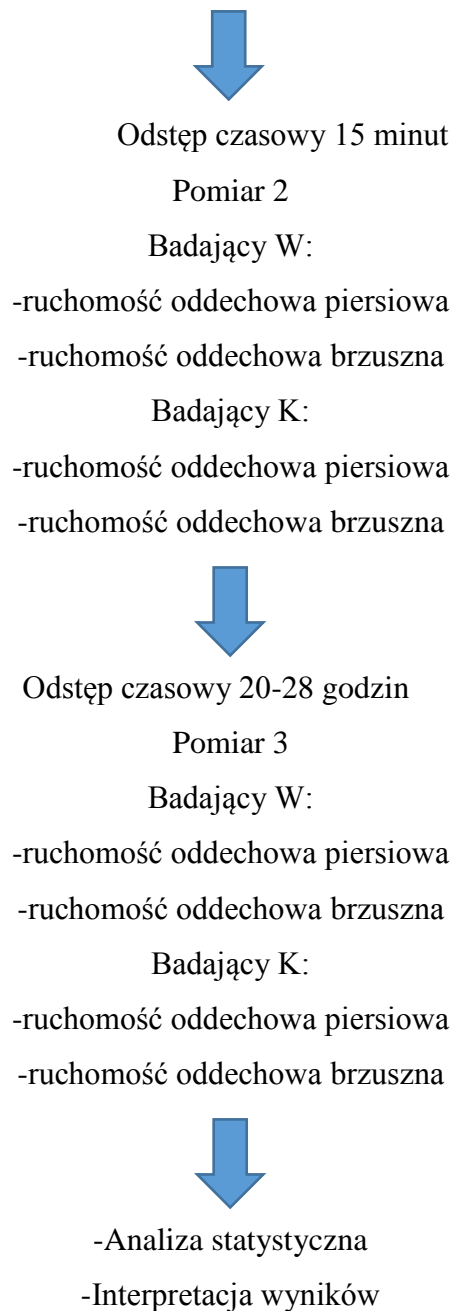 Odstęp czasowy 15 minut
Pomiar 2
Badający W:
-ruchomość oddechowa piersiowa
-ruchomość oddechowa brzuszna
Badający K:
-ruchomość oddechowa piersiowa
-ruchomość oddechowa brzuszna
Odstęp czasowy 20-28 godzin
Pomiar 3
Badający W:
-ruchomość oddechowa piersiowa
-ruchomość oddechowa brzuszna
Badający K:
-ruchomość oddechowa piersiowa
-ruchomość oddechowa brzuszna
-Analiza statystyczna
-Interpretacja wyników